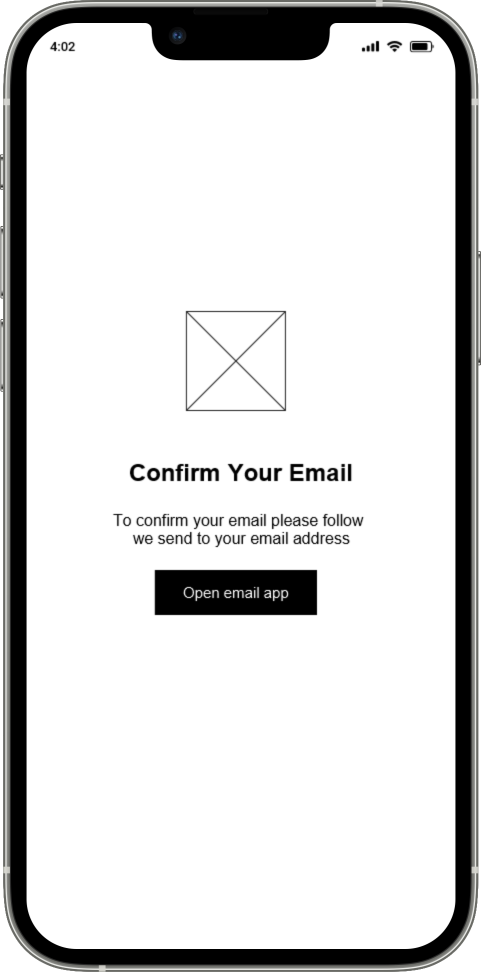 4:02
Confirm Your Email
To confirm your email please follow
we send to your email address
Open email app